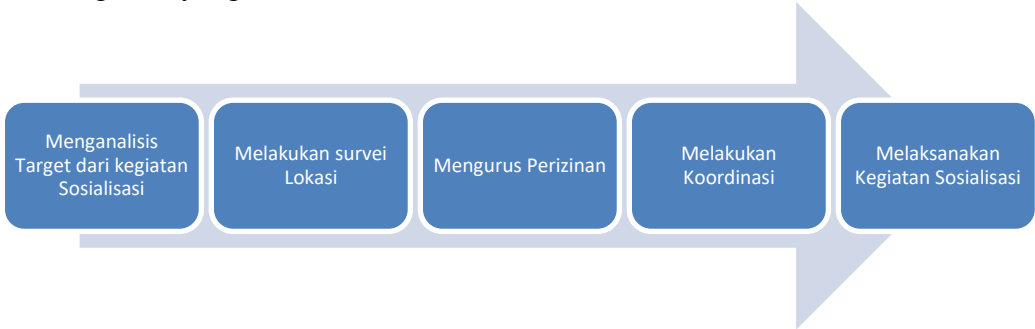 Menganalisis
Target dari kegiatan
Sosialisasi
Melakukan survei
Lokasi
Mengurus Perizinan
Melakukan
Koordinasi
Melaksanakan
Kegiatan Sosialisasi